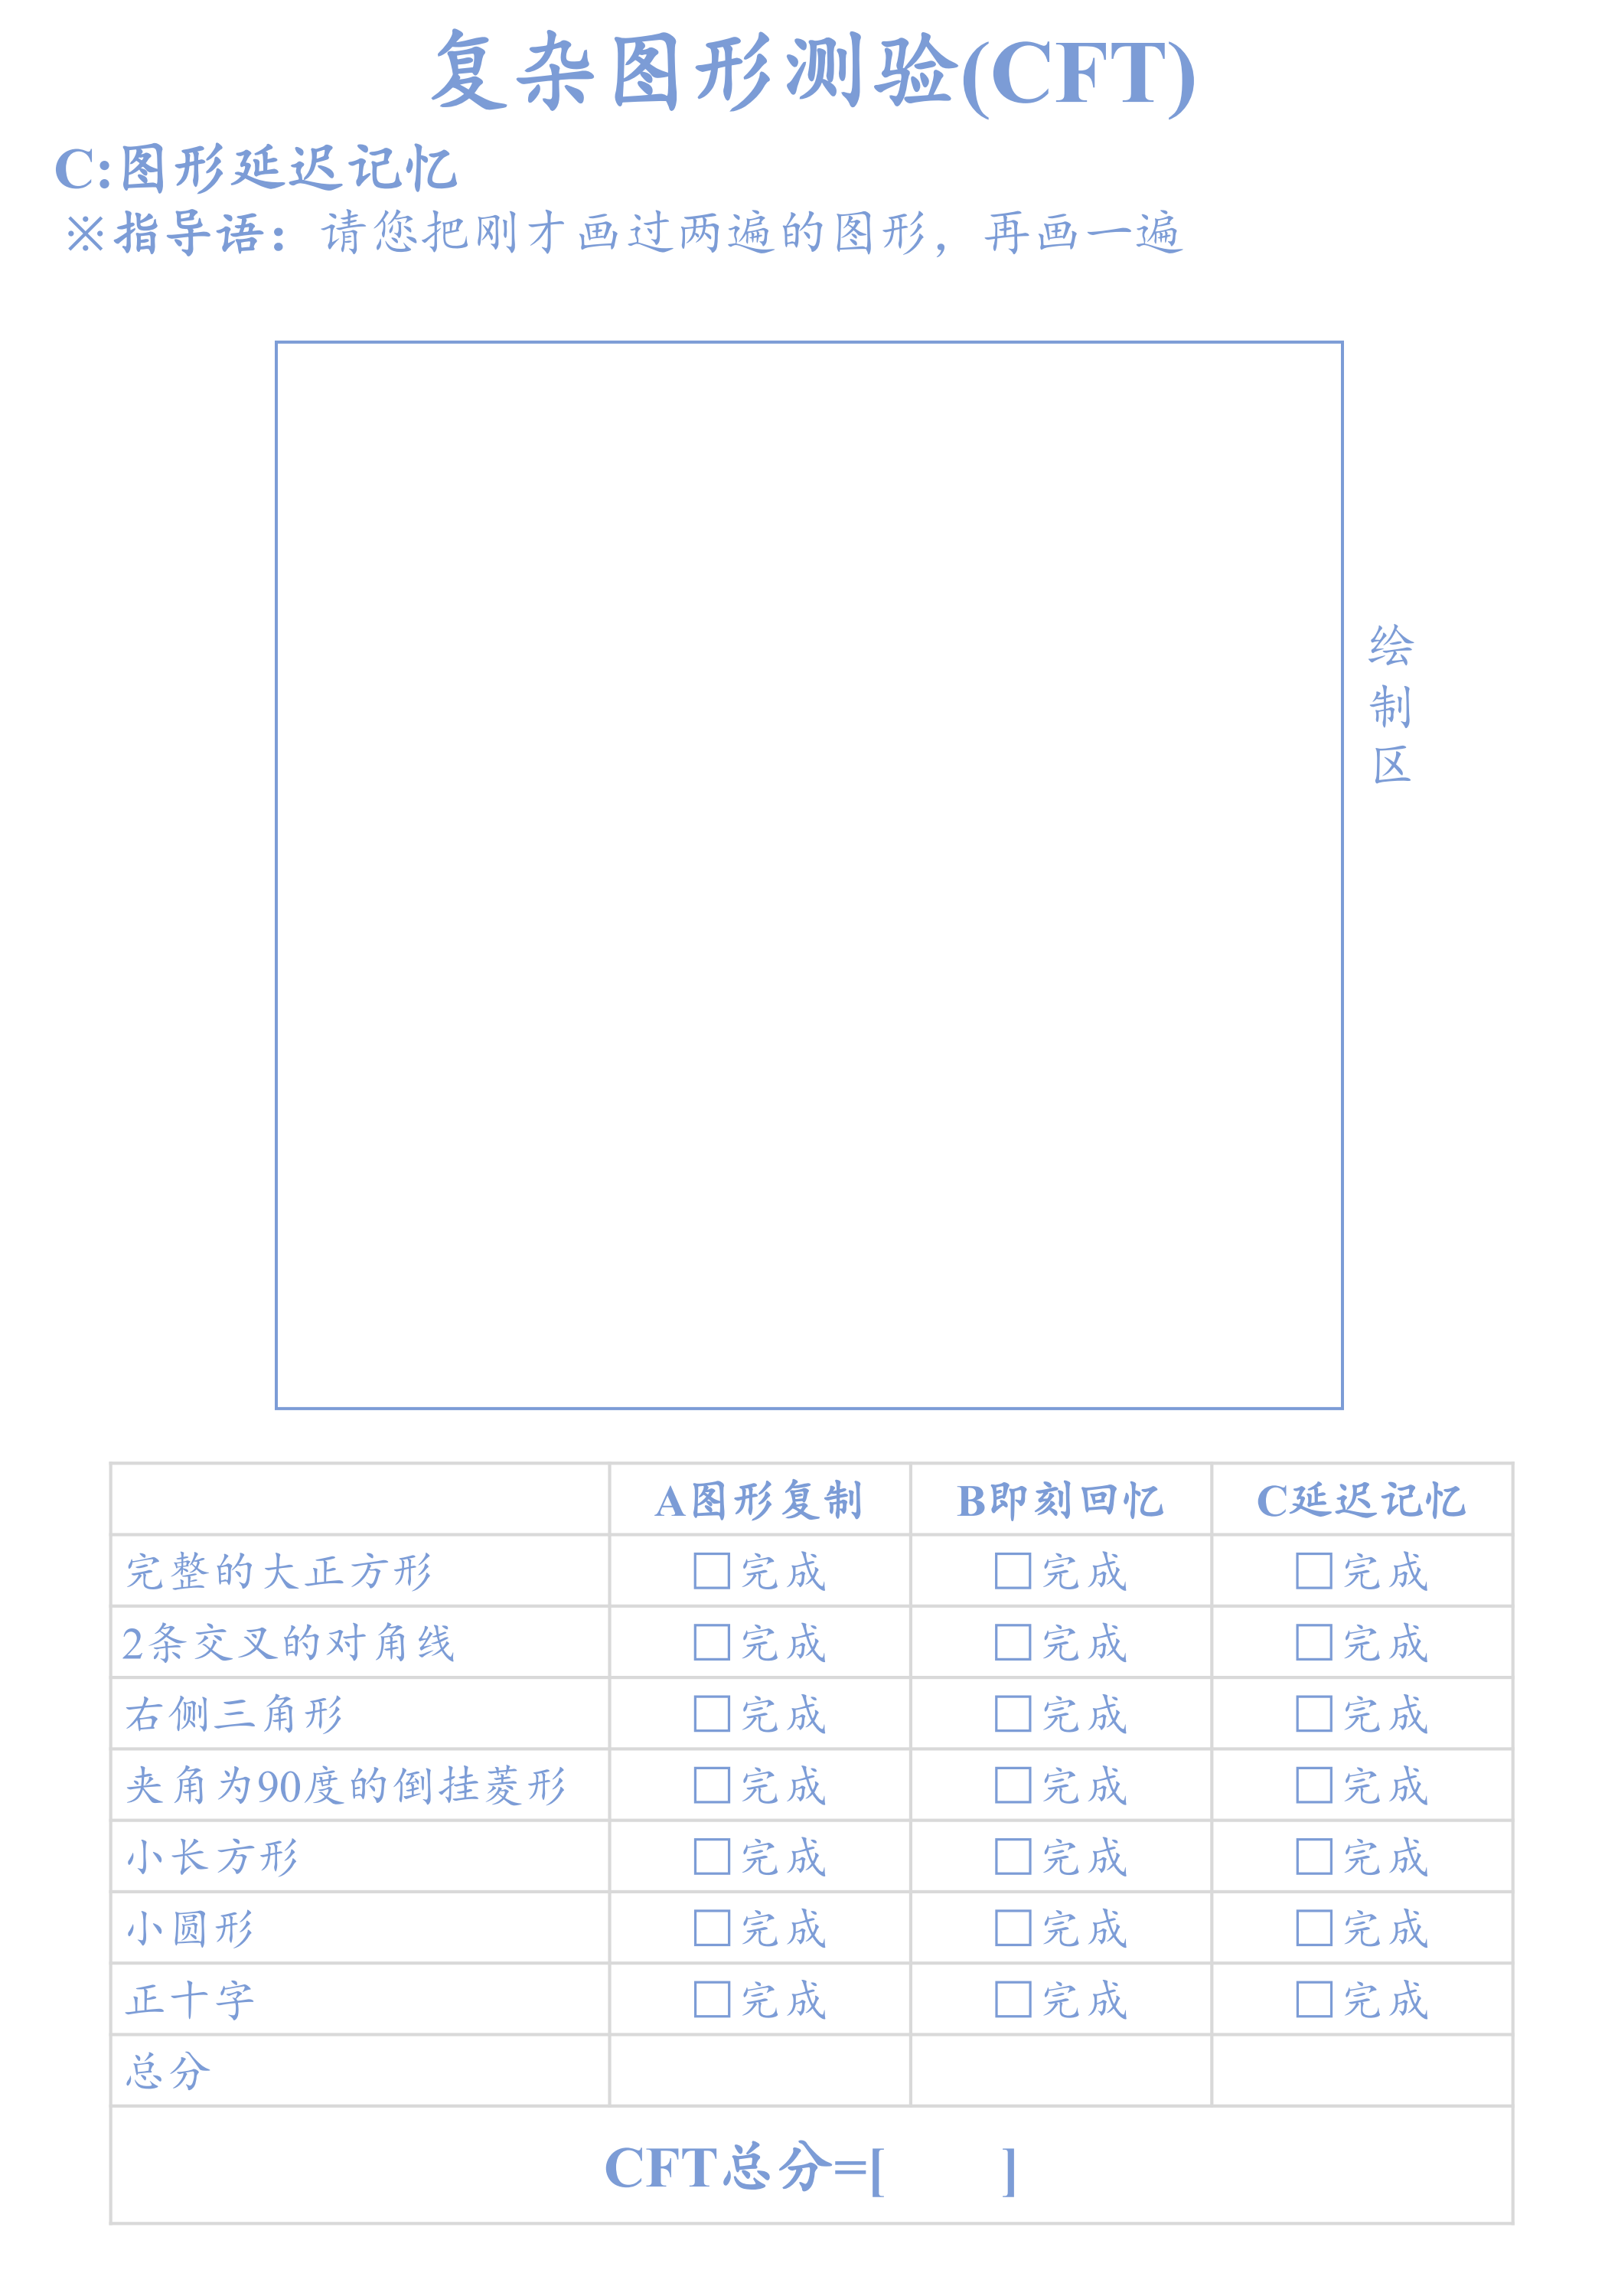 复杂图形测验(CFT)
C:图形延迟记忆
※指导语：请您把刚才画过两遍的图形，再画一遍
绘
制
区
A图形复制 B即刻回忆 C延迟记忆
完整的大正方形 □完成 □完成 □完成
2条交叉的对角线 □完成 □完成 □完成
右侧三角形 □完成 □完成 □完成
夹角为90度的倒挂菱形 □完成 □完成 □完成
小长方形 □完成 □完成 □完成
小圆形 □完成 □完成 □完成
正十字 □完成 □完成 □完成
总分
CFT总分=[ ]